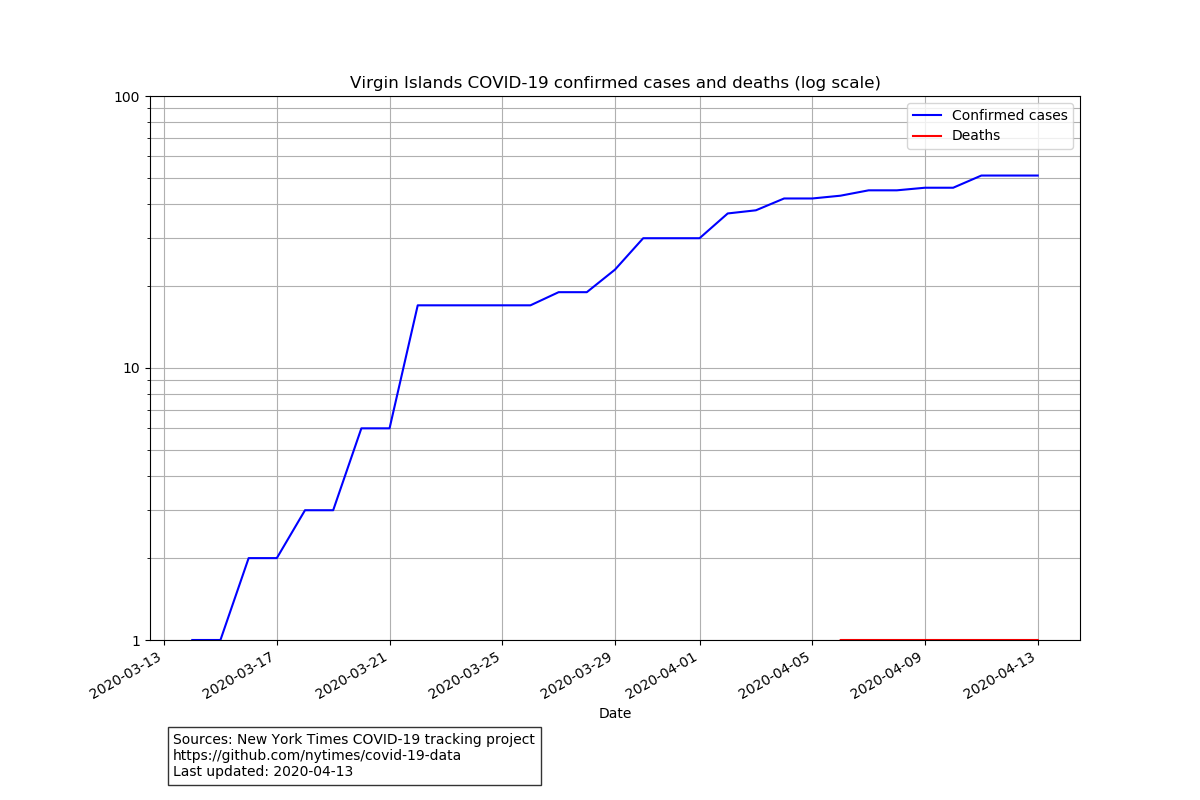 Virgin Islands COVID-19 confirmed cases and deaths (log scale)
100
10
1
Confirmed cases
Deaths
2020-03-13
2020-03-17
2020-03-21
2020-03-25
2020-03-29
2020-04-01
2020-04-05
2020-04-09
2020-04-13
Date
Sources: New York Times COVID-19 tracking project
https://github.com/nytimes/covid-19-data
Last updated: 2020-04-13